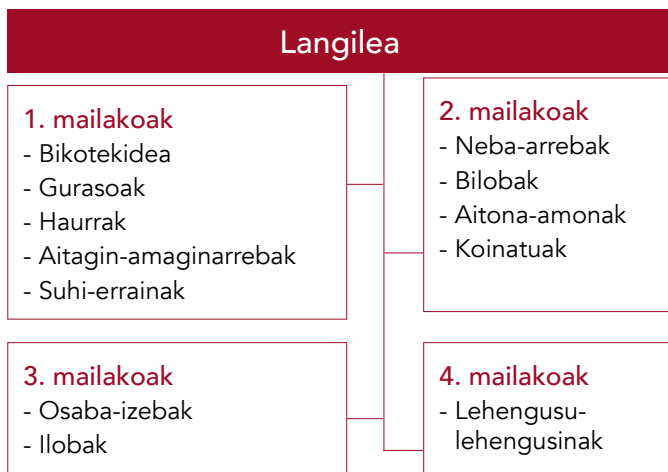 Langilea
1. mailakoak
- Bikotekidea
- Gurasoak
- Haurrak
- Aitagin-amaginarrebak
- Suhi-errainak
2. mailakoak
- Neba-arrebak
- Bilobak
- Aitona-amonak
- Koinatuak
3. mailakoak
- Osaba-izebak
- Ilobak
4. mailakoak
- Lehengusu-
lehengusinak